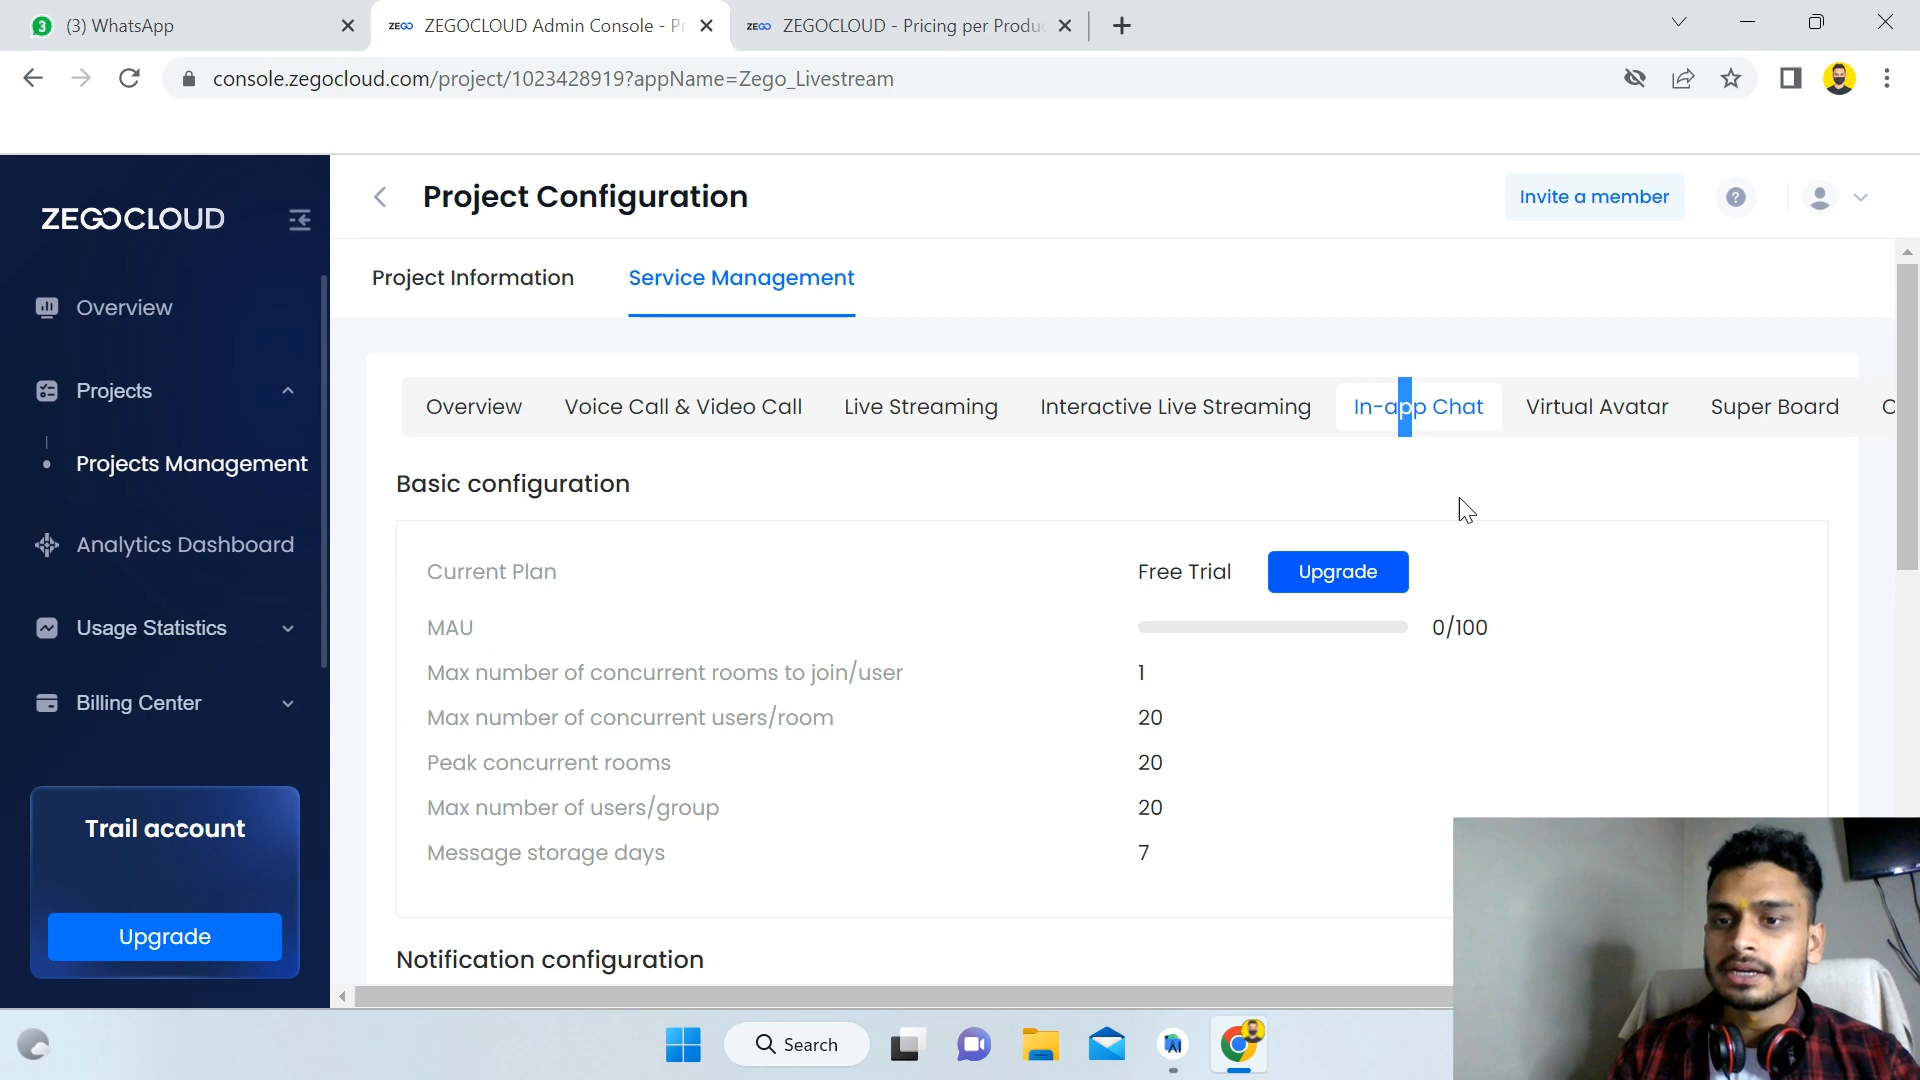 3
(3) WhatsApp
ZEGO
ZEGOCLOUD Admin Console - Pr
ZEGO
ZEGOCLOUD - Pricing per Produc
console.zegocloud.com/project/1023428919?appName=Zego_Livestream
ZEGOCLOUD
Project Configuration
Invite a member
?
Project Information
Service Management
Overview
Projects
Projects Management
Analytics Dashboard
Usage Statistics
Billing Center
Trail account
Upgrade
Overview
Voice Call & Video Call
Live Streaming
Interactive Live Streaming
In-app Chat
Virtual Avatar
Super Board
C
Basic configuration
Current Plan
Free Trial
Upgrade
MAU
0/100
Max number of concurrent rooms to join/user
1
Max number of concurrent users/room
20
Peak concurrent rooms
20
Max number of users/group
20
Message storage days
7
Notification configuration
Search